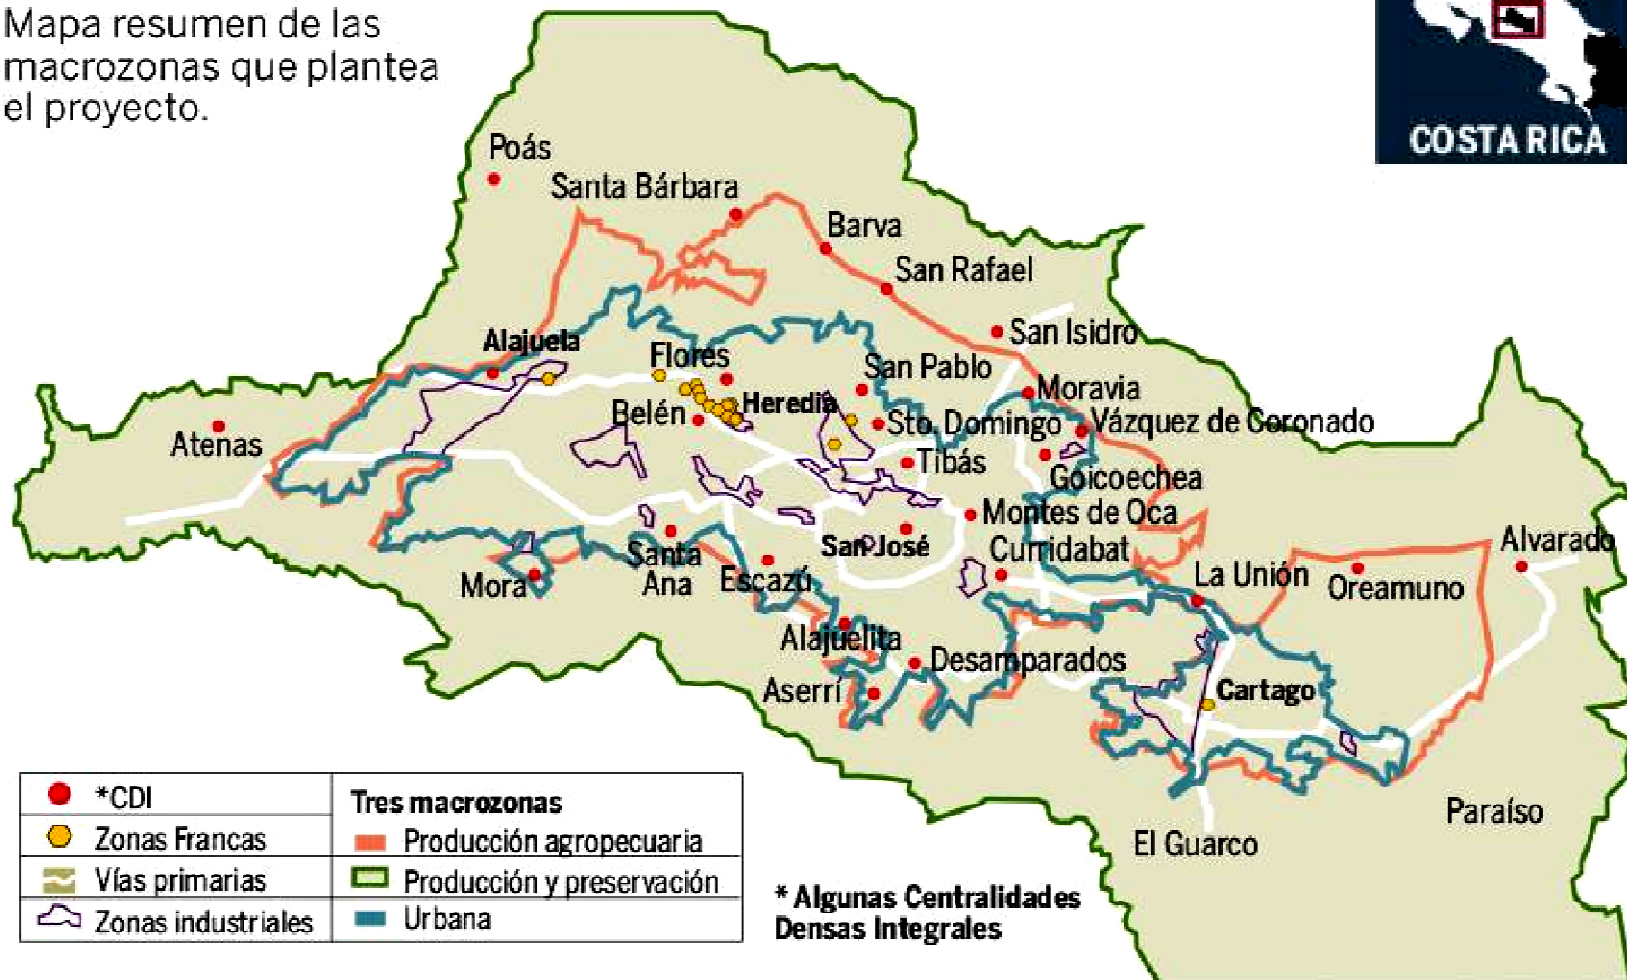 Mapa resumen de las
macrozonas que plantea
el proyecto.
COSTA RICA
Poás
Santa Bárbara
Barva
San Rafael
San Isidro
Alajuela
Flores
San Pablo
Moravia
Belén
Heredia
Sto. Domingo
Vázquez de Coronado
Atenas
Tibás
Goicoechea
Montes de Oca
San José
Curridabat
Alvarado
Santa
Ana
Mora
Escazú
La Unión
Oreamuno
Alajuelita
Desamparados
Aserrí
Cartago
Paraíso
El Guarco
*CDI
Zonas Francas
Vías primarias
Zonas industriales
Tres macrozonas
Producción agropecuaria
Producción y preservación
Urbana
* Algunas Centralidades
Densas Integrales